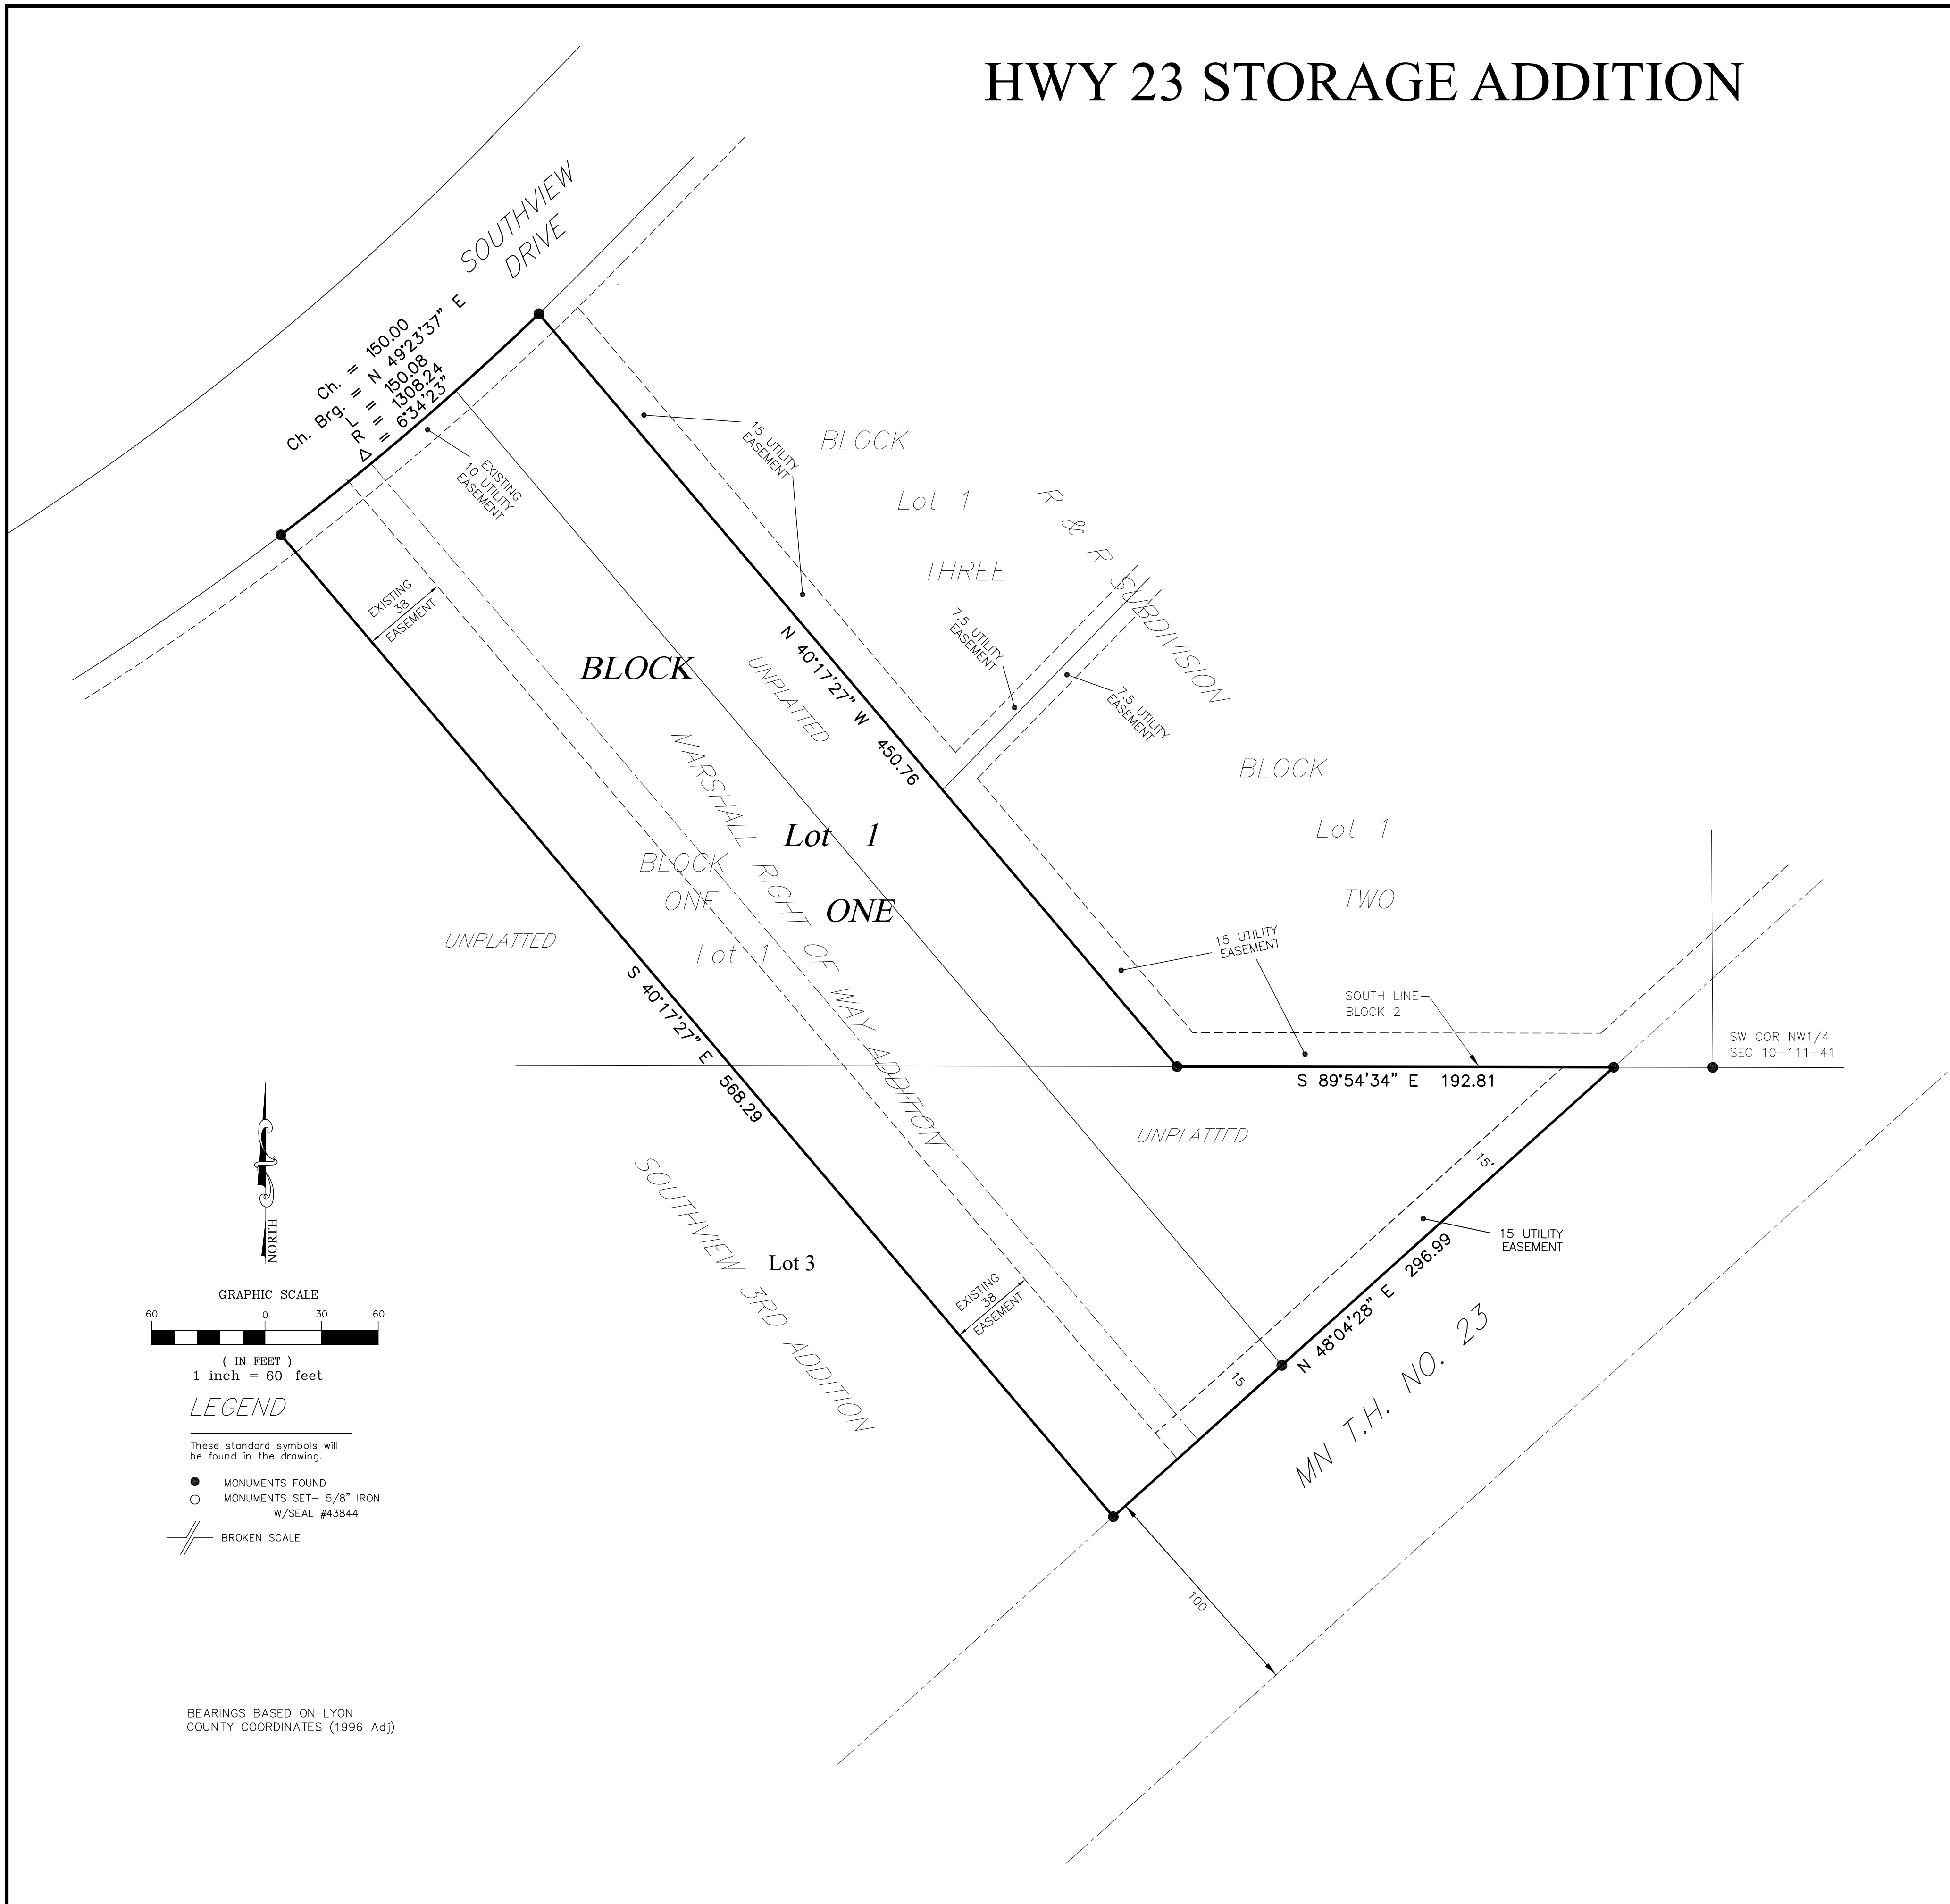 HWY 23 STORAGE ADDITION
SOUTHVIEW
DRIVE
Ch. = 150.00
Ch. Brg. = N 49°23'37" E
L = 150.08
R = 1308.24
Δ = 6°34'23"
EXISTING
10 UTILITY
EASEMENT
15 UTILITY
EASEMENT
BLOCK
Lot 1
THREE
R & R SUBDIVISION
7.5 UTILITY
EASEMENT
7.5 UTILITY
EASEMENT
EXISTING
38
EASEMENT
BLOCK
UNPLATTED
N 40°17'27" W 450.76
MARSHALL RIGHT OF WAY ADDITION
Lot 1
ONE
BLOCK
ONE
Lot 1
UNPLATTED
BLOCK
Lot 1
TWO
15 UTILITY
EASEMENT
SOUTH LINE
BLOCK 2
SW COR NW1/4
SEC 10-111-41
S 40°17'27" E 568.29
S 89°54'34" E 192.81
UNPLATTED
15'
15 UTILITY
EASEMENT
SOUTHVIEW 3RD ADDITION
Lot 3
EXISTING
38
EASEMENT
N 48°04'28" E 296.99
15
MN T.H. NO. 23
100
NORTH
GRAPHIC SCALE
60 0 30 60
( IN FEET )
1 inch = 60 feet
LEGEND
These standard symbols will
be found in the drawing.
MONUMENTS FOUND
MONUMENTS SET- 5/8" IRON
W/SEAL #43844
BROKEN SCALE
BEARINGS BASED ON LYON
COUNTY COORDINATES (1996 Adj)